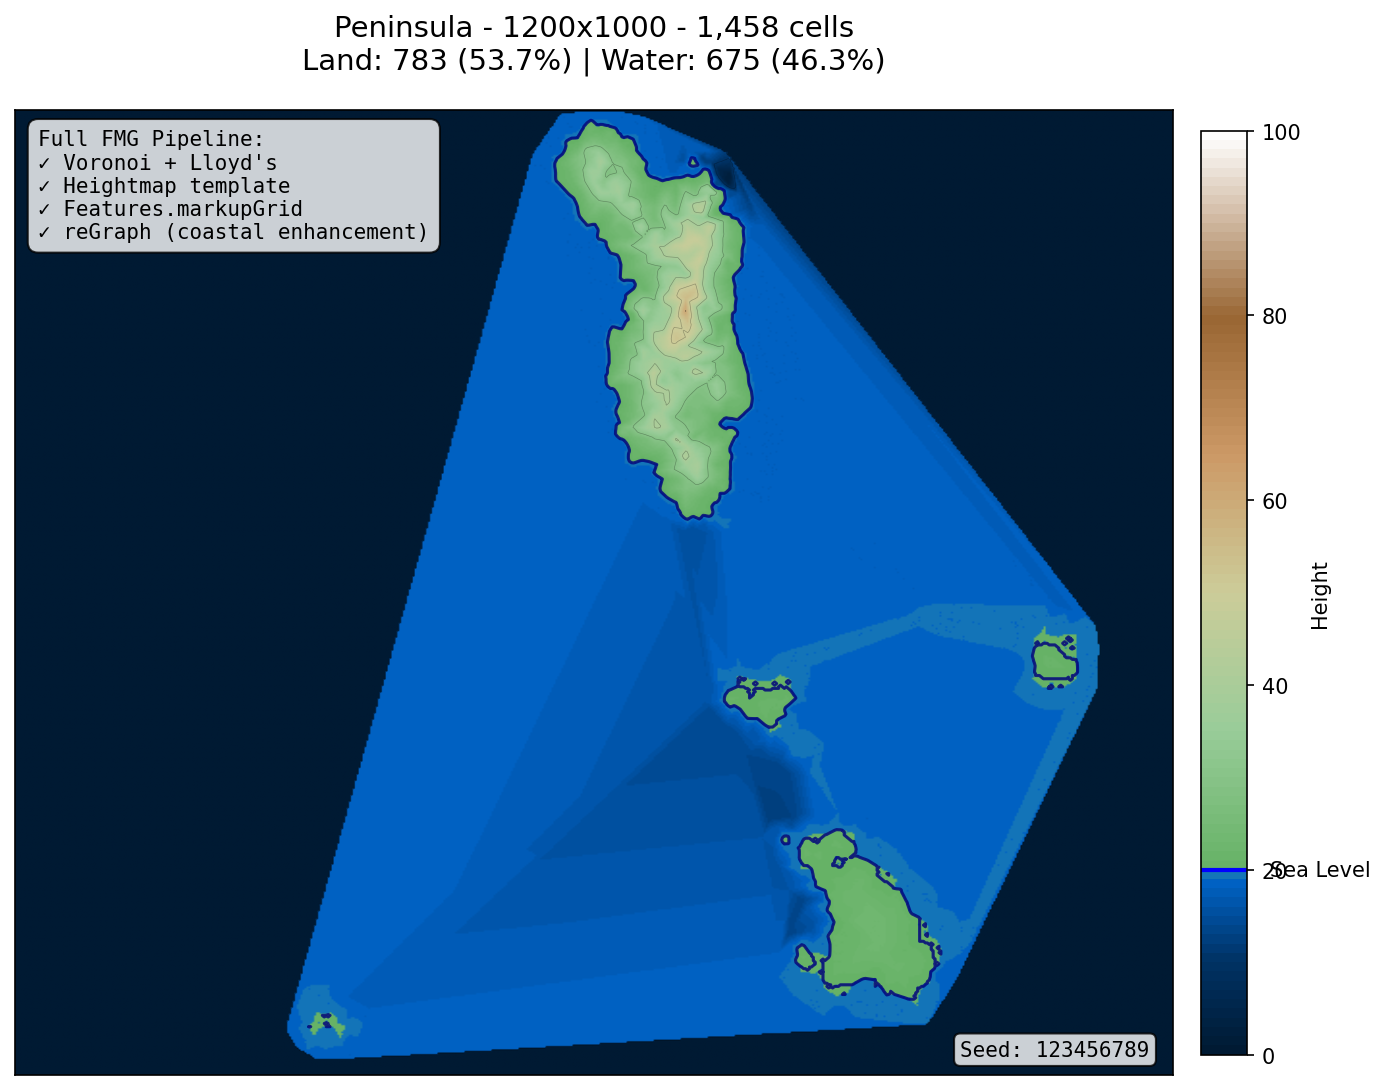 Peninsula - 1200x1000 - 1,458 cells
Land: 783 (53.7%) | Water: 675 (46.3%)
Full FMG Pipeline:
✓ Voronoi + Lloyd's
✓ Heightmap template
✓ Features.markupGrid
✓ reGraph (coastal enhancement)
100
80
60
40
20
Sea Level
0
Height
Seed: 123456789